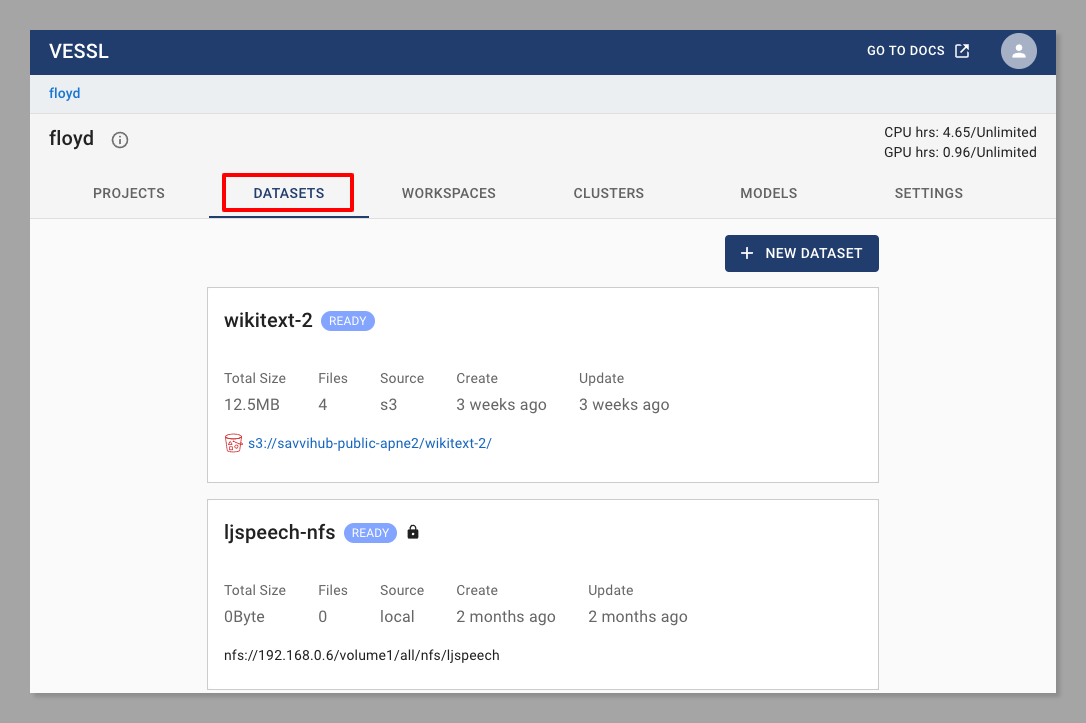 VESSL GO TO DOCS
floyd
floyd CPU hrs: 4.65/Unlimited
GPU hrs: 0.96/Unlimited
PROJECTS DATASETS WORKSPACES CLUSTERS MODELS SETTINGS
+ NEW DATASET
wikitext-2 READY
Total Size Files Source Create Update
12.5MB 4 s3 3 weeks ago 3 weeks ago
s3://savvihub-public-apne2/wikitext-2/
ljspeech-nfs READY
Total Size Files Source Create Update
0Byte 0 local 2 months ago 2 months ago
nfs://192.168.0.6/volume1/all/nfs/ljspeech